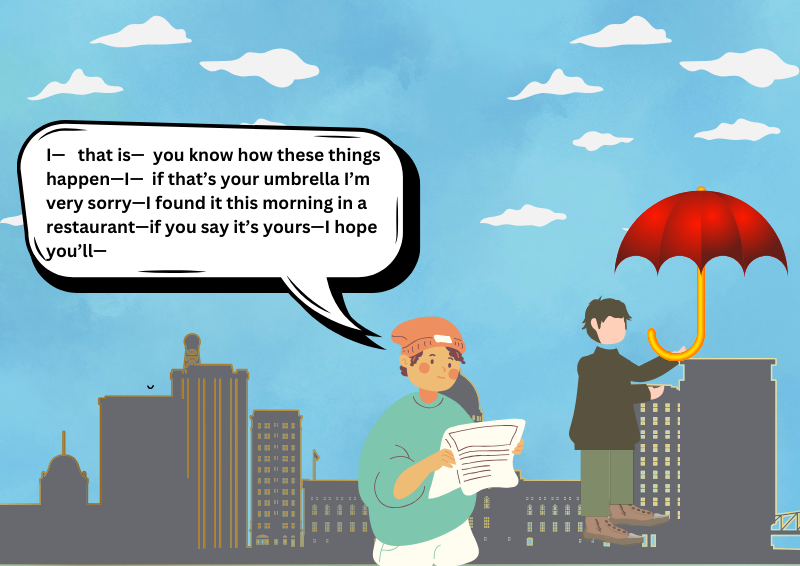 I—  that is—  you know how these things
happen—I—  if that’s your umbrella I’m
very sorry—I found it this morning in a
restaurant—if you say it’s yours—I hope
you’ll—